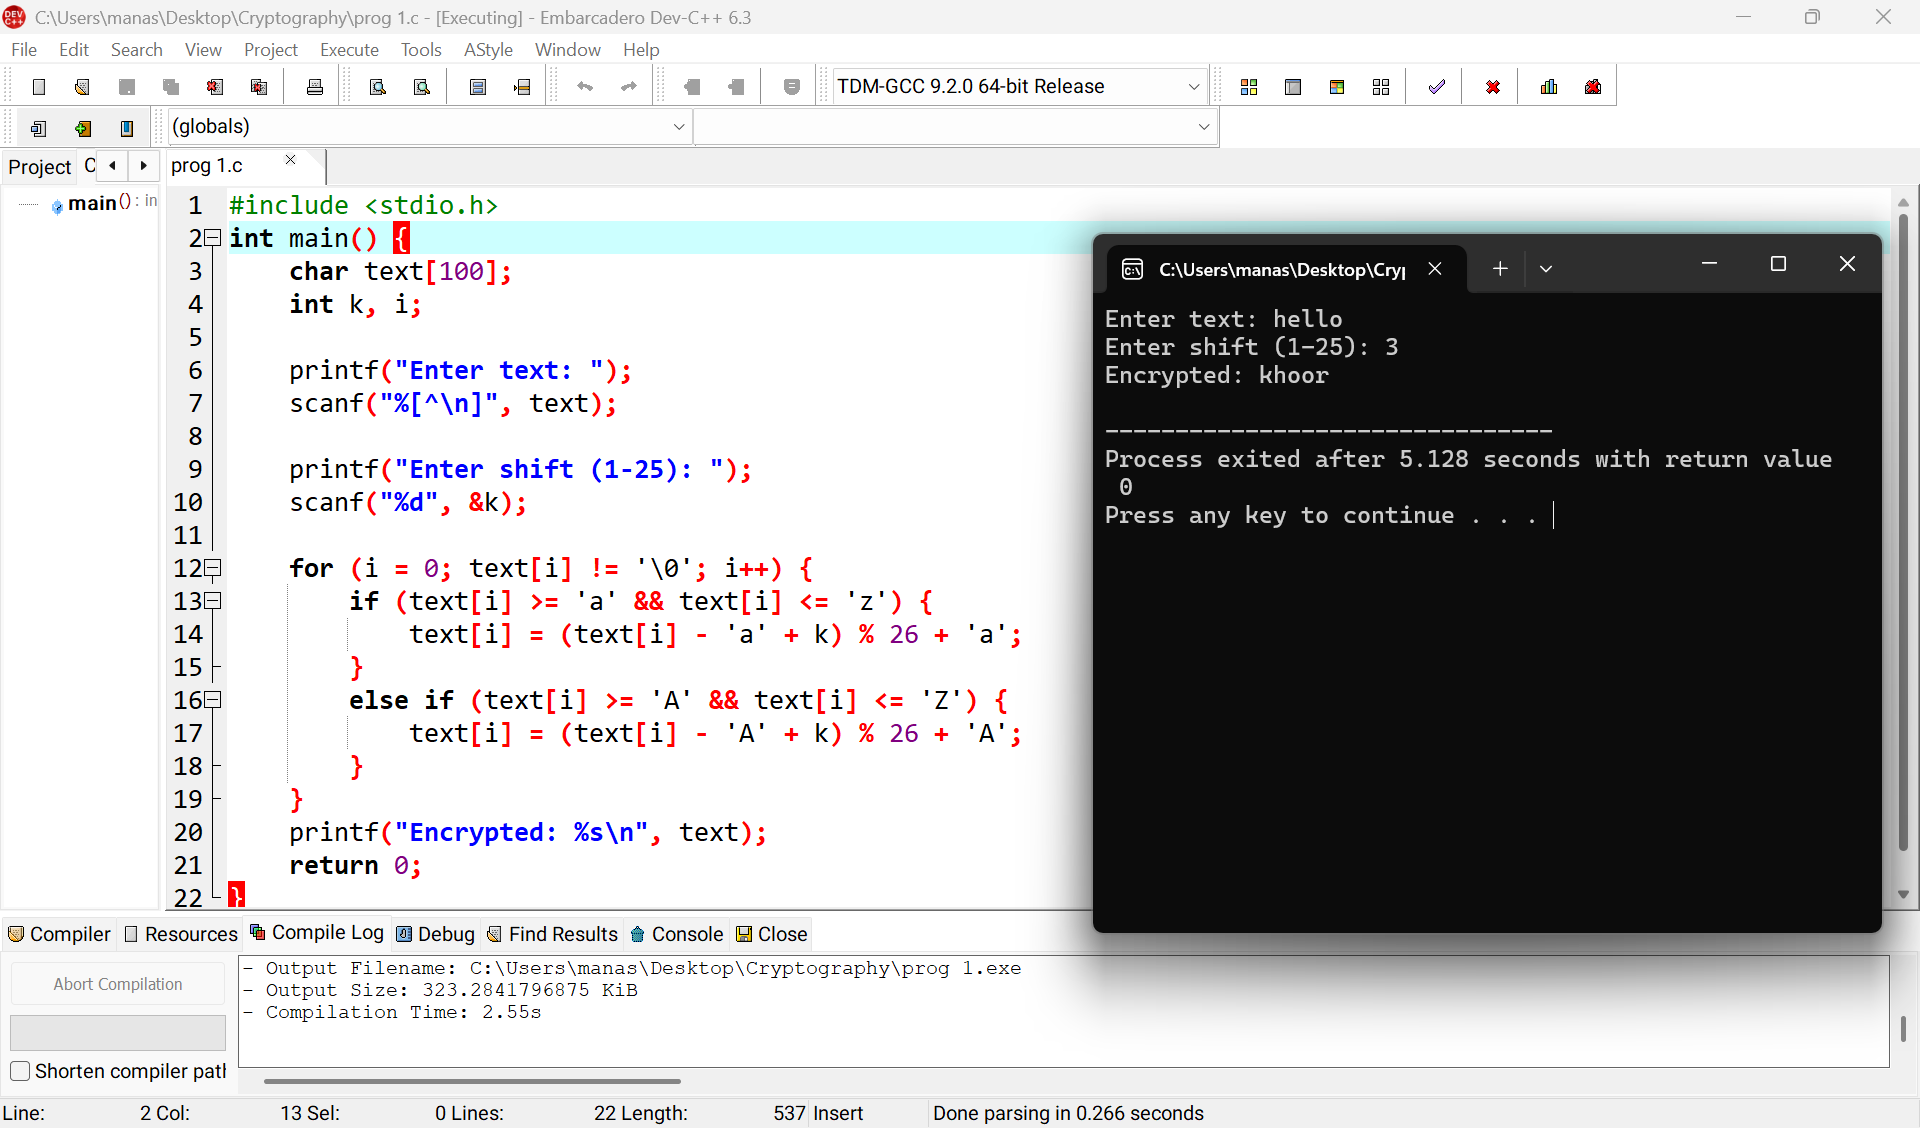 C:\Users\manas\Desktop\Cryptography\prog 1.c - [Executing] - Embarcadero Dev-C++ 6.3
File Edit Search View Project Execute Tools AStyle Window Help
TDM-GCC 9.2.0 64-bit Release
(globals)
Project C
prog 1.c
main() : in
1 #include <stdio.h>
2 int main() {
3     char text[100];
4     int k, i;
5
6     printf("Enter text: ");
7     scanf("%[^\n]", text);
8
9     printf("Enter shift (1-25): ");
10     scanf("%d", &k);
11
12     for (i = 0; text[i] != '\0'; i++) {
13         if (text[i] >= 'a' && text[i] <= 'z') {
14             text[i] = (text[i] - 'a' + k) % 26 + 'a';
15         }
16         else if (text[i] >= 'A' && text[i] <= 'Z') {
17             text[i] = (text[i] - 'A' + k) % 26 + 'A';
18         }
19     }
20     printf("Encrypted: %s\n", text);
21     return 0;
22 }
C:\Users\manas\Desktop\Cry
Enter text: hello
Enter shift (1-25): 3
Encrypted: khoor
--------------------------------
Process exited after 5.128 seconds with return value
0
Press any key to continue . . .
Compiler Resources Compile Log Debug Find Results Console Close
Abort Compilation
Shorten compiler pat
- Output Filename: C:\Users\manas\Desktop\Cryptography\prog 1.exe
- Output Size: 323.2841796875 KiB
- Compilation Time: 2.55s
Line: 2 Col: 13 Sel: 0 Lines: 22 Length: 537 Insert Done parsing in 0.266 seconds